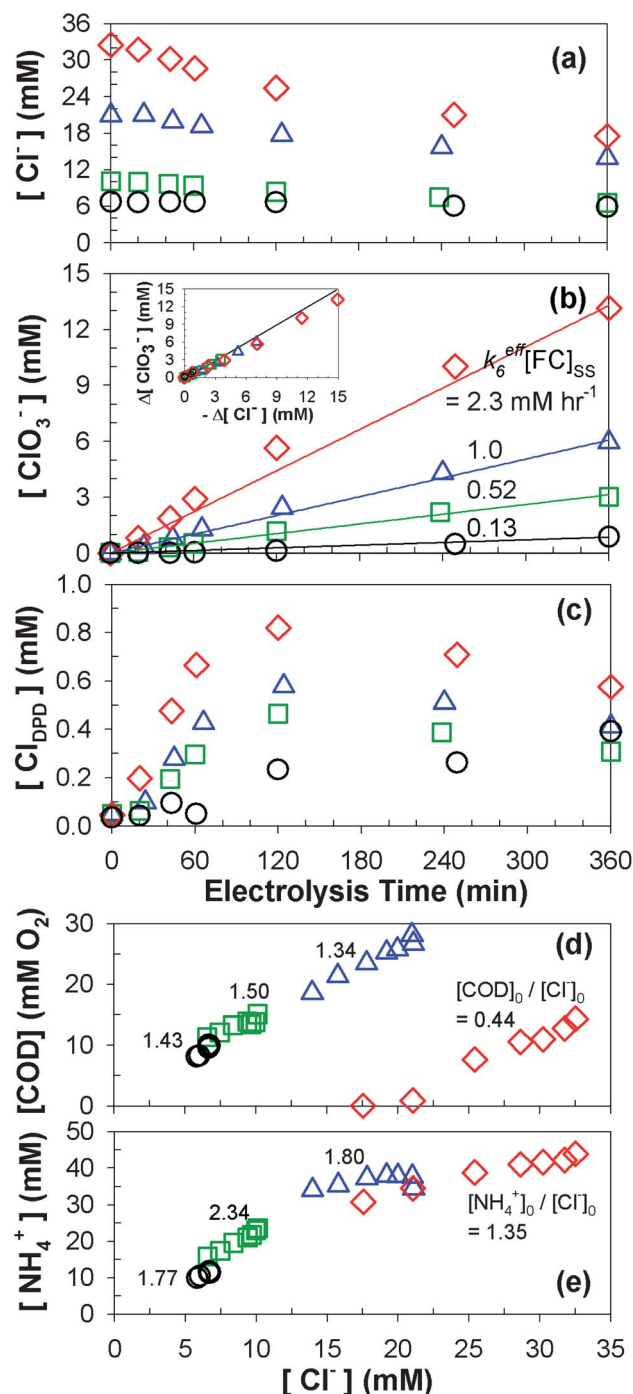 36
30
24
18
12
6
0
[ Cl⁻ ] (mM)
(a)
15
12
9
6
3
0
[ ClO₃⁻ ] (mM)
15
12
9
6
3
0
Δ[ ClO₃⁻ ] (mM)
0 3 6 9 12 15
- Δ[ Cl⁻ ] (mM)
(b)
k₆ᵉᶠᶠ[FC]SS
= 2.3 mM hr⁻¹
1.0
0.52
0.13
1.0
0.8
0.6
0.4
0.2
0.0
[ Cl_DPD ] (mM)
(c)
0 60 120 180 240 300 360
Electrolysis Time (min)
30
20
10
0
[COD] (mM O₂)
(d)
1.34
1.50
1.43
[COD]₀ / [Cl⁻]₀
= 0.44
50
40
30
20
10
0
[ NH₄⁺ ] (mM)
1.80
2.34
1.77
[NH₄⁺]₀ / [Cl⁻]₀
= 1.35
(e)
0 5 10 15 20 25 30 35
[ Cl⁻ ] (mM)